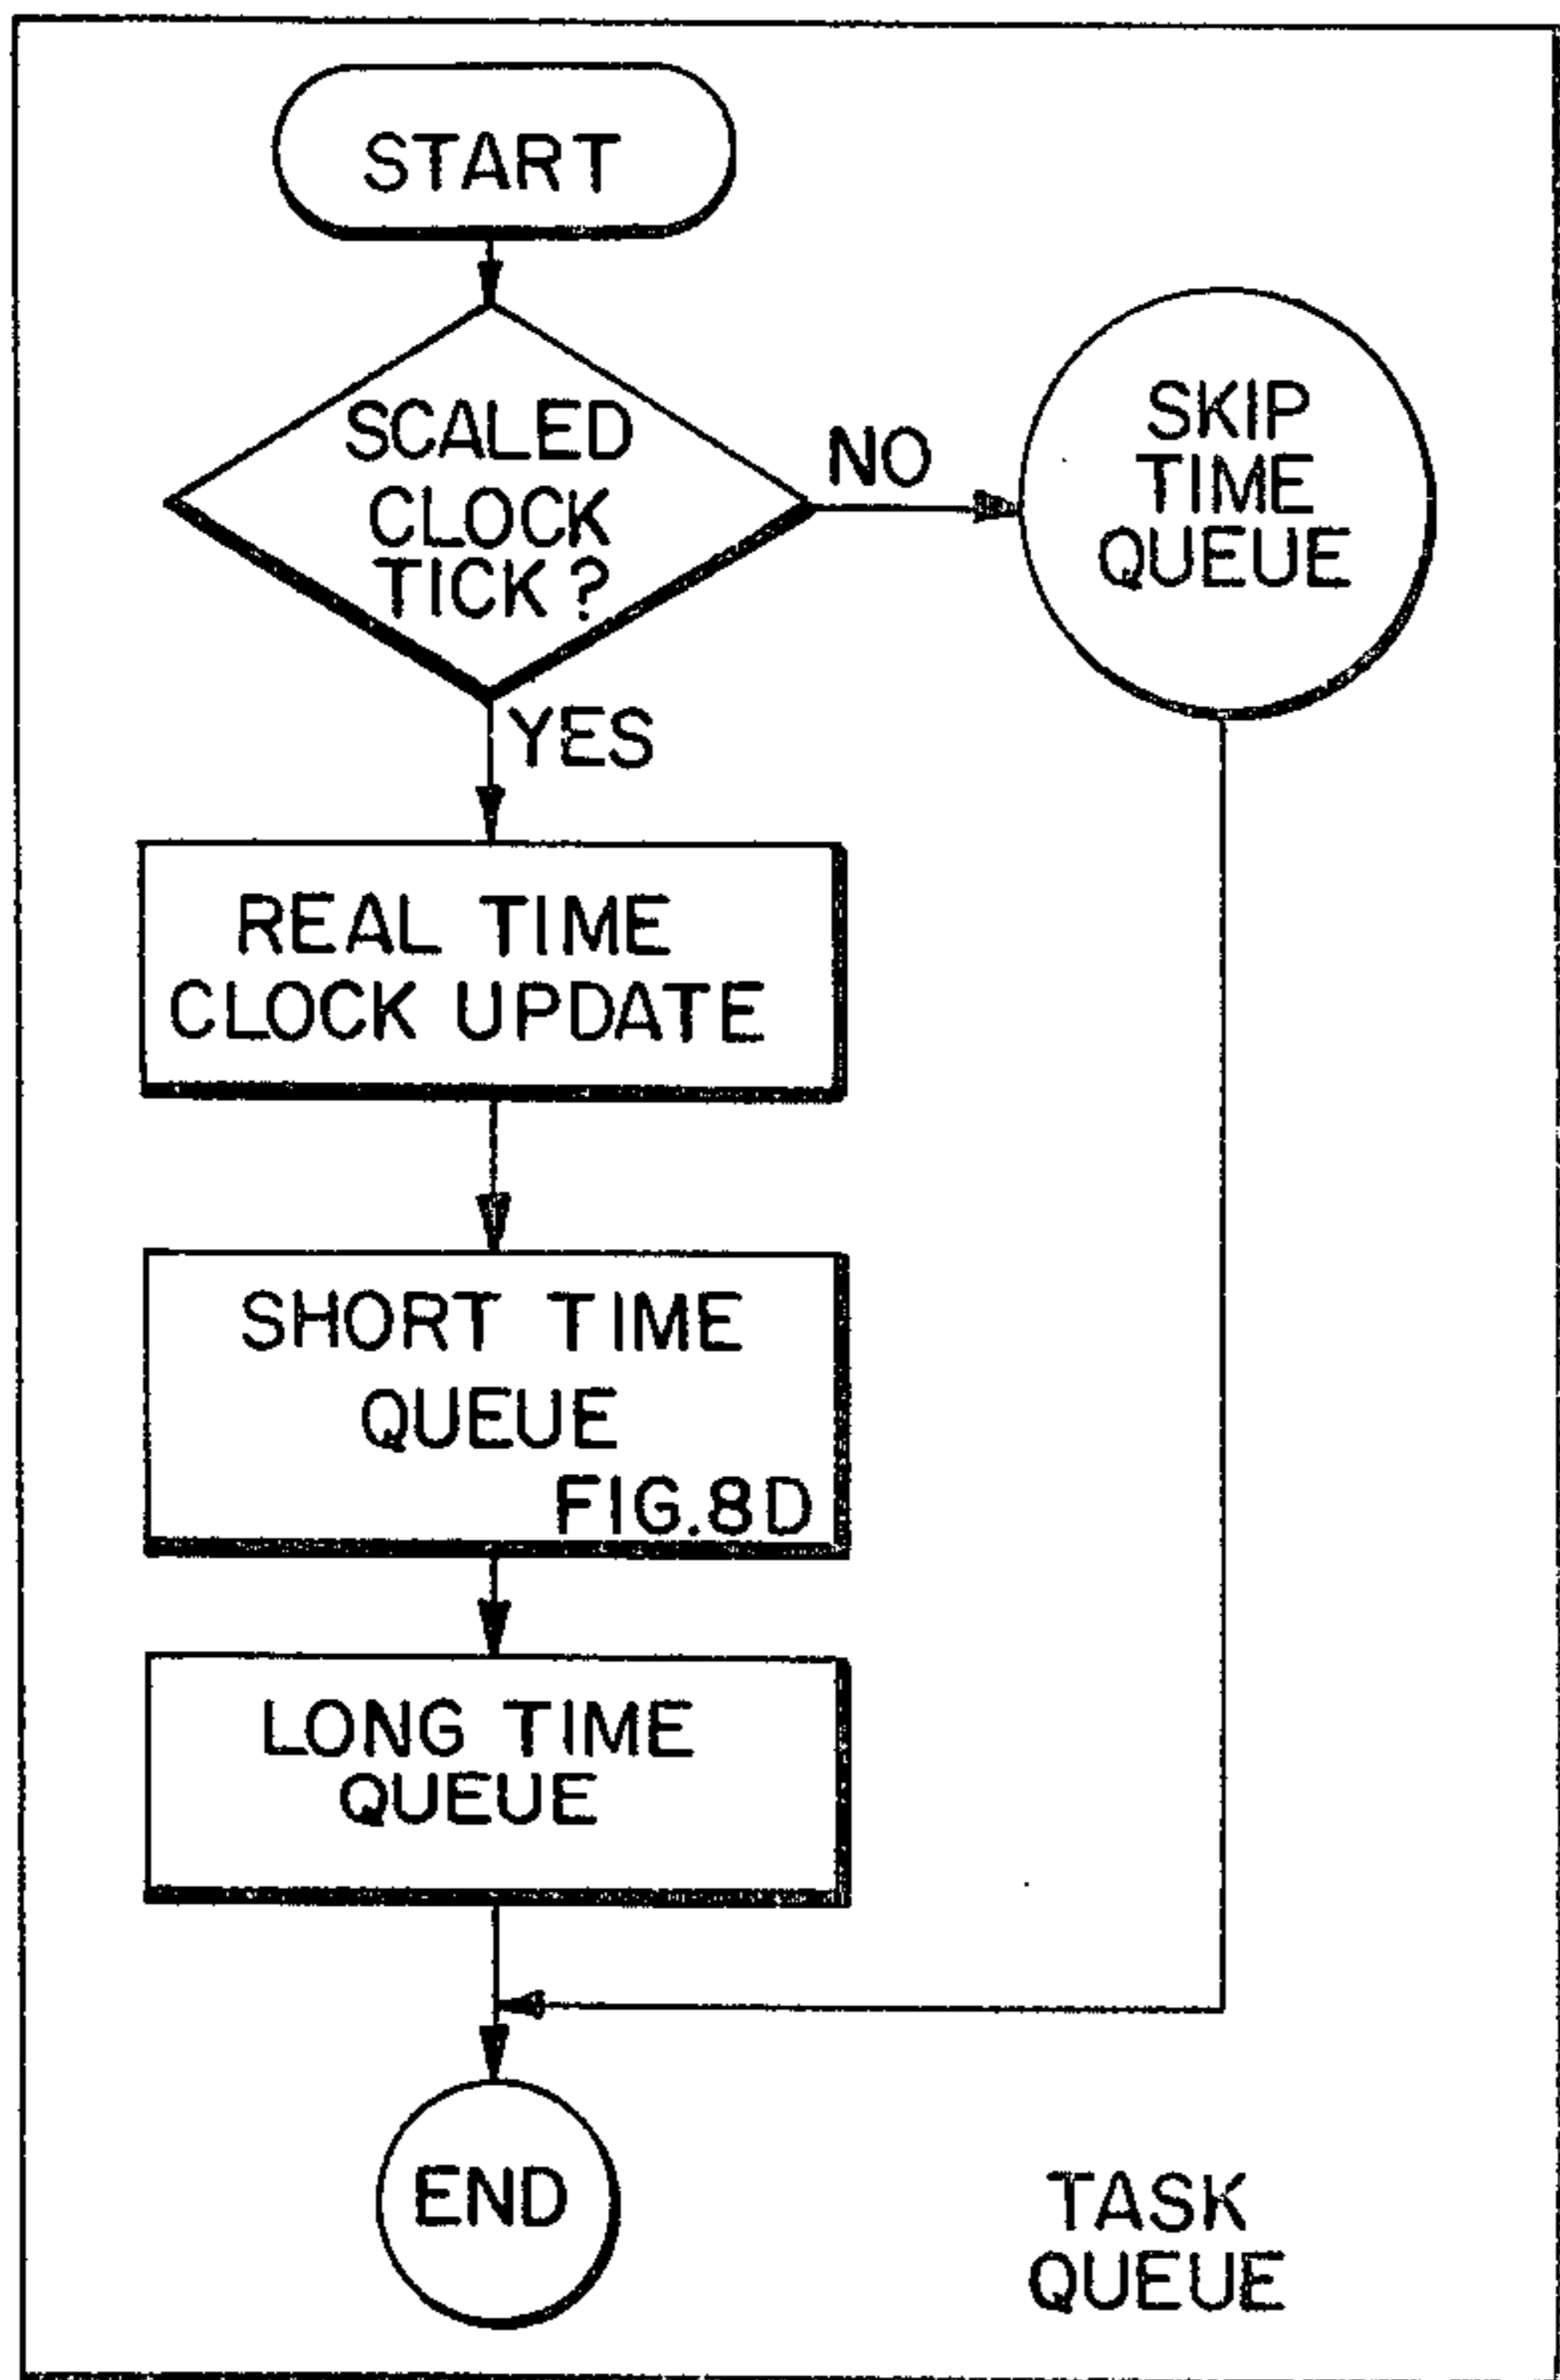 START
SCALED
CLOCK
TICK?
NO
SKIP
TIME
QUEUE
YES
REAL TIME
CLOCK UPDATE
SHORT TIME
QUEUE
FIG.8D
LONG TIME
QUEUE
END
TASK
QUEUE